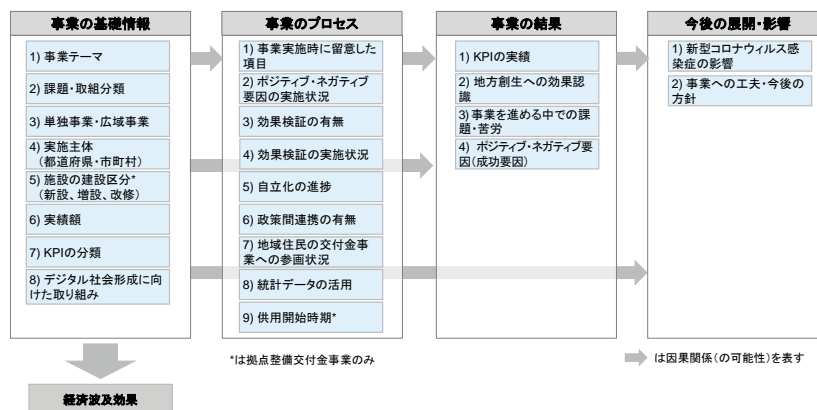 事業の基礎情報
1) 事業テーマ
2) 課題・取組分類
3) 単独事業・広域事業
4) 実施主体
(都道府県・市町村)
5) 施設の建設区分*
(新設、増設、改修)
6) 実績額
7) KPIの分類
8) デジタル社会形成に向
けた取り組み
経済波及効果
事業のプロセス
1) 事業実施時に留意した
項目
2) ポジティブ・ネガティブ
要因の実施状況
3) 効果検証の有無
4) 効果検証の実施状況
5) 自立化の進捗
6) 政策間連携の有無
7) 地域住民の交付金事
業への参画状況
8) 統計データの活用
9) 供用開始時期*
*は拠点整備交付金事業のみ
事業の結果
1) KPIの実績
2) 地方創生への効果認
識
3) 事業を進める中での課
題・苦労
4) ポジティブ・ネガティブ要
因(成功要因)
今後の展開・影響
1) 新型コロナウィルス感
染症の影響
2) 事業への工夫・今後の
方針
は因果関係(の可能性)を表す